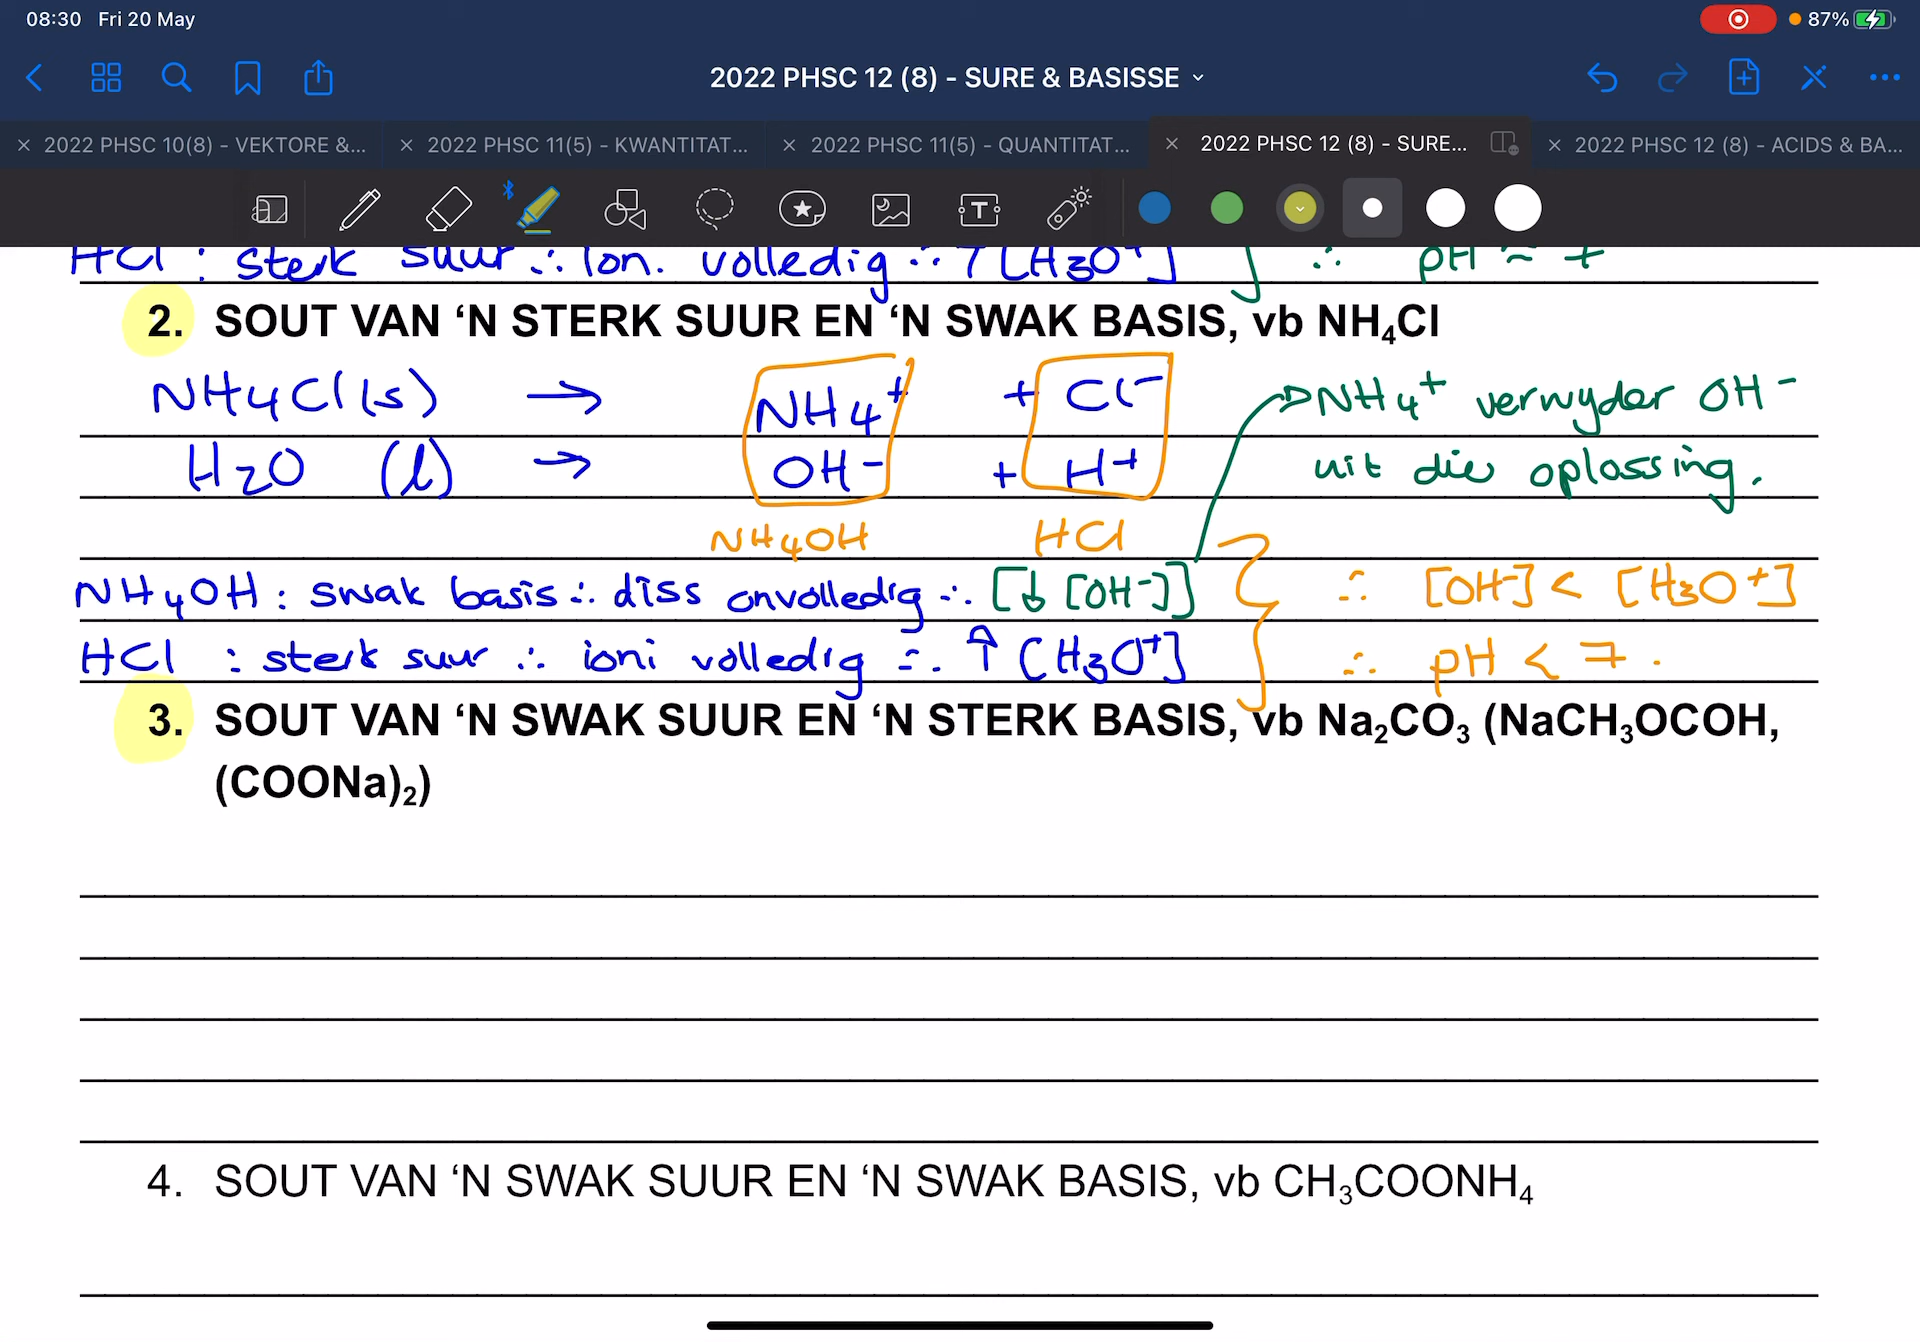 08:30 Fri 20 May
87%
2022 PHSC 12 (8) - SURE & BASISSE
2022 PHSC 10(8) - VEKTORE &...
2022 PHSC 11(5) - KWANTITAT...
2022 PHSC 11(5) - QUANTITAT...
2022 PHSC 12 (8) - SURE...
2022 PHSC 12 (8) - ACIDS & BA...
HCl : sterk suur ∴ ion. volledig ∴ ↑ [H3O+] ∴ pH
2. SOUT VAN ‘N STERK SUUR EN ‘N SWAK BASIS, vb NH₄Cl
NH4Cl(s) → NH4+ + Cl- → NH4+ verwyder OH-
H2O (l) → OH- + H+ uit die oplossing.
NH4OH HCl
NH4OH : swak basis ∴ diss onvolledig ∴ [↓ [OH-]] ∴ [OH-] < [H3O+]
HCl : sterk suur ∴ ioni volledig ∴ ↑ [H3O+] ∴ pH < 7.
3. SOUT VAN ‘N SWAK SUUR EN ‘N STERK BASIS, vb Na₂CO₃ (NaCH₃OCOH,
(COONa)₂)
4. SOUT VAN ‘N SWAK SUUR EN ‘N SWAK BASIS, vb CH₃COONH₄